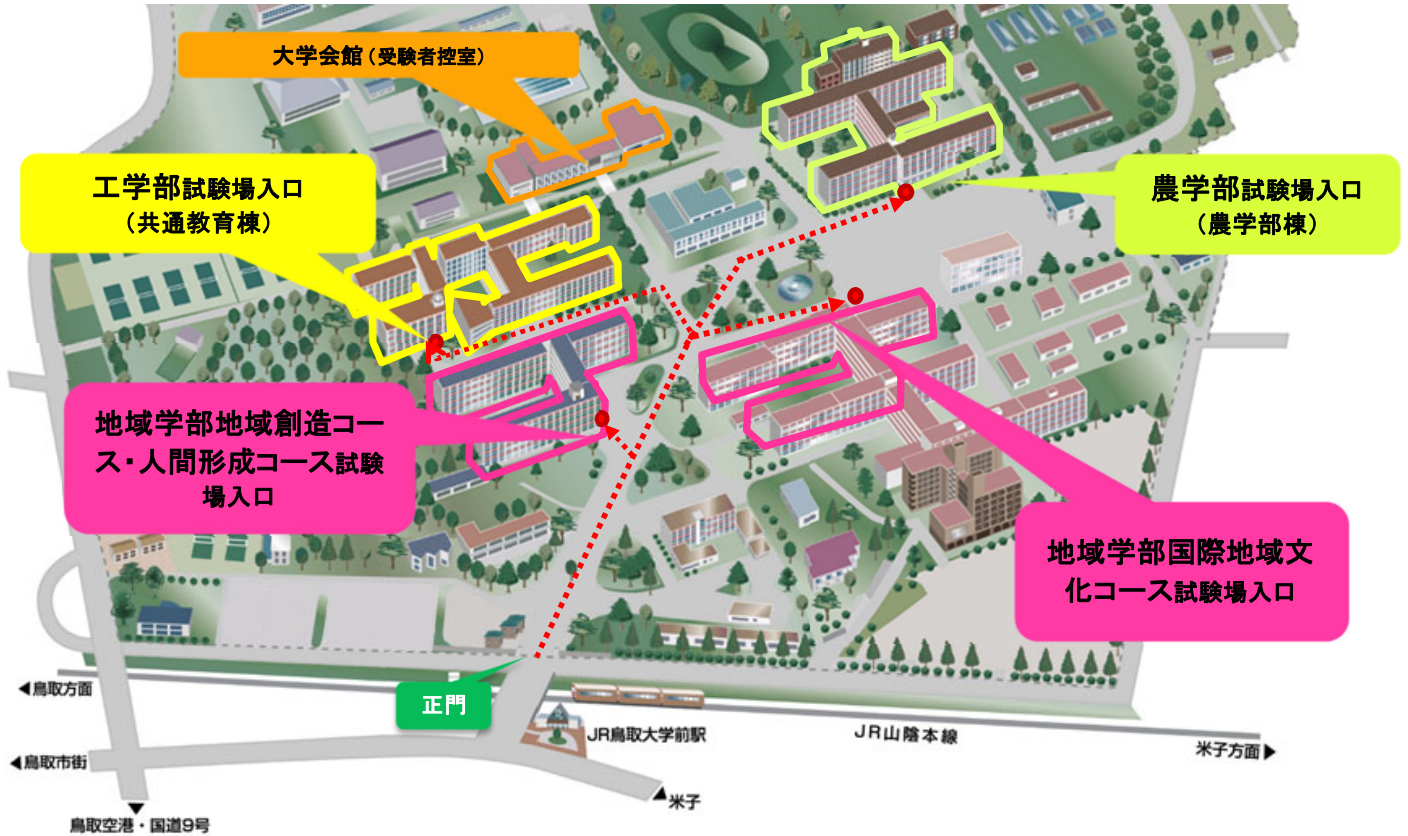 大学会館(受験者控室)
工学部試験場入口
(共通教育棟)
農学部試験場入口
(農学部棟)
地域学部地域創造コー
ス・人間形成コース試験
場入口
地域学部国際地域文
化コース試験場入口
正門
◀鳥取方面
JR鳥取大学前駅
JR山陰本線
米子方面▶
◀鳥取市街
▲米子
▼
鳥取空港・国道9号